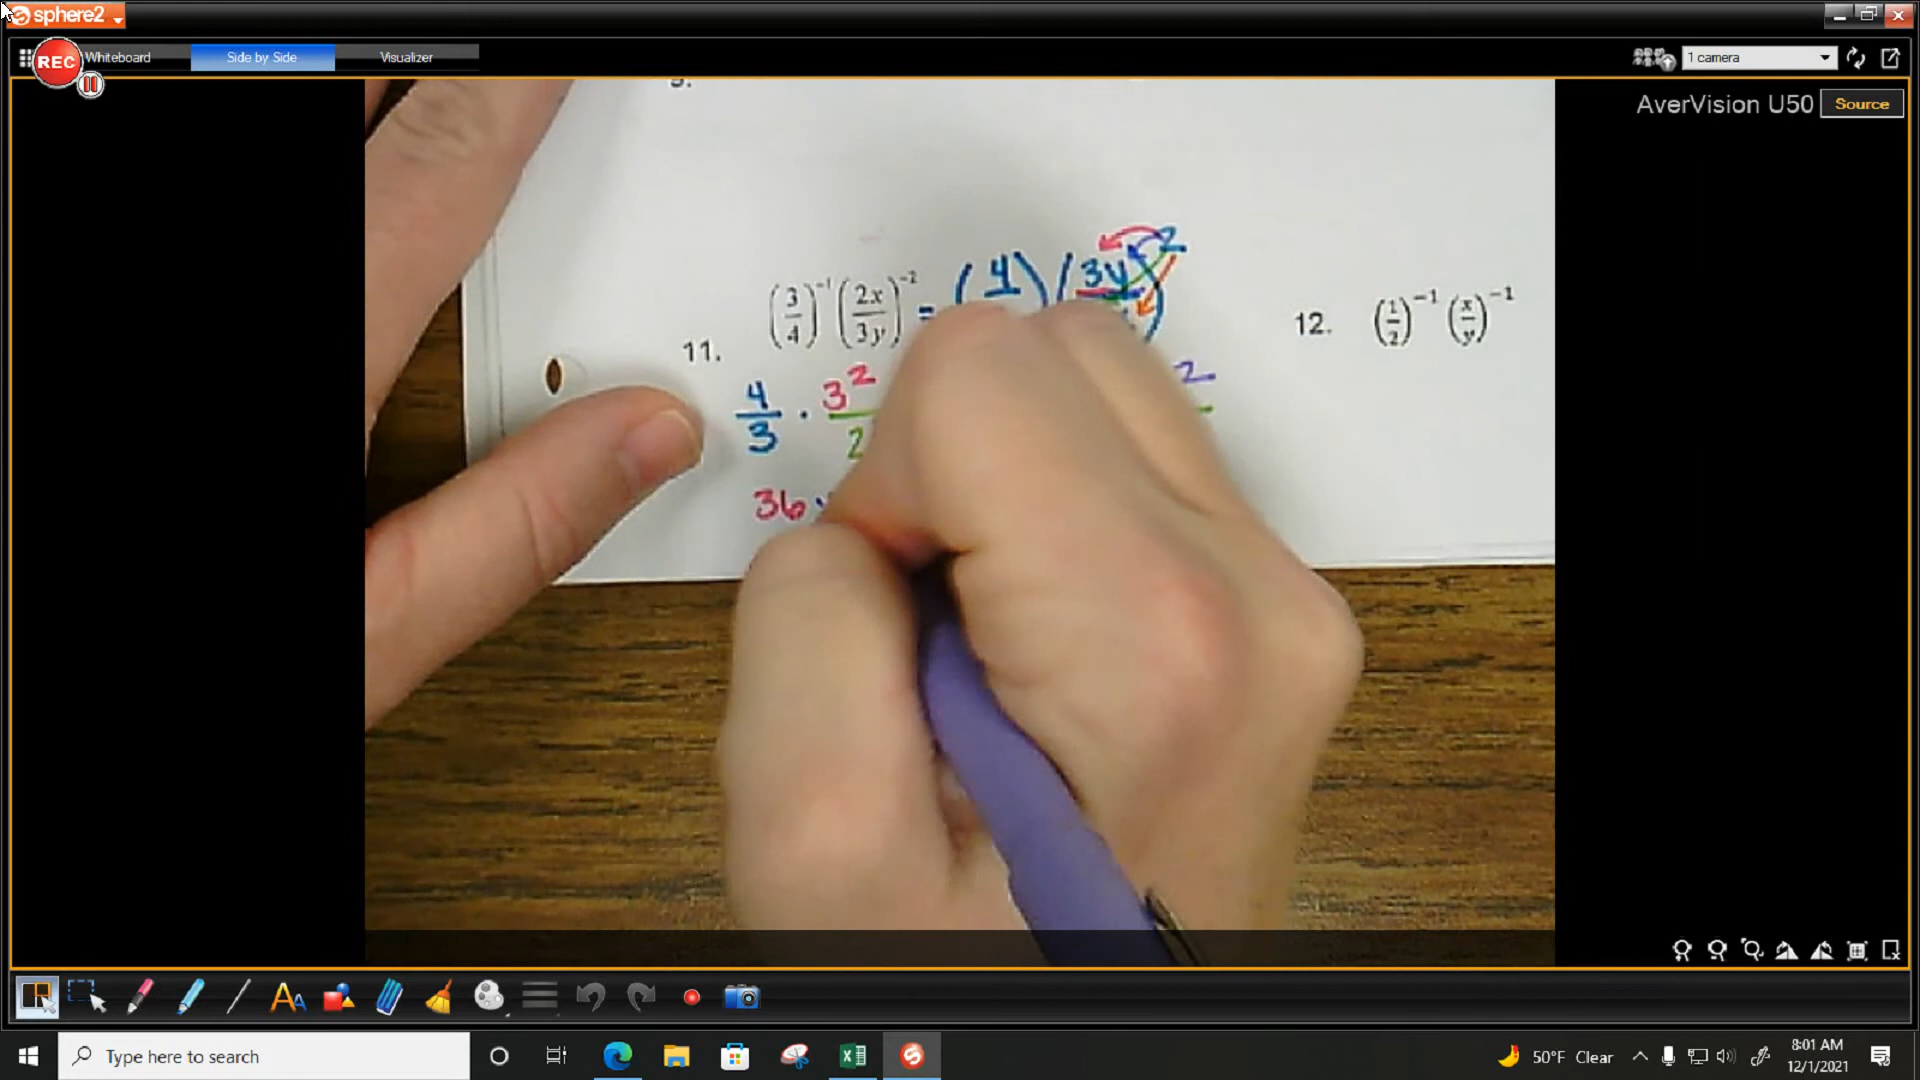 sphere2
REC
Whiteboard
Side by Side
Visualizer
1 camera
AverVision U50
Source
11. (3/4)^-1 (2x/3y)^-2 = (4 ) (3y )^2
12. (1/2)^-1 (x/y)^-1
4/3 · 3^2/2 2
36
Type here to search
50°F Clear
8:01 AM
12/1/2021